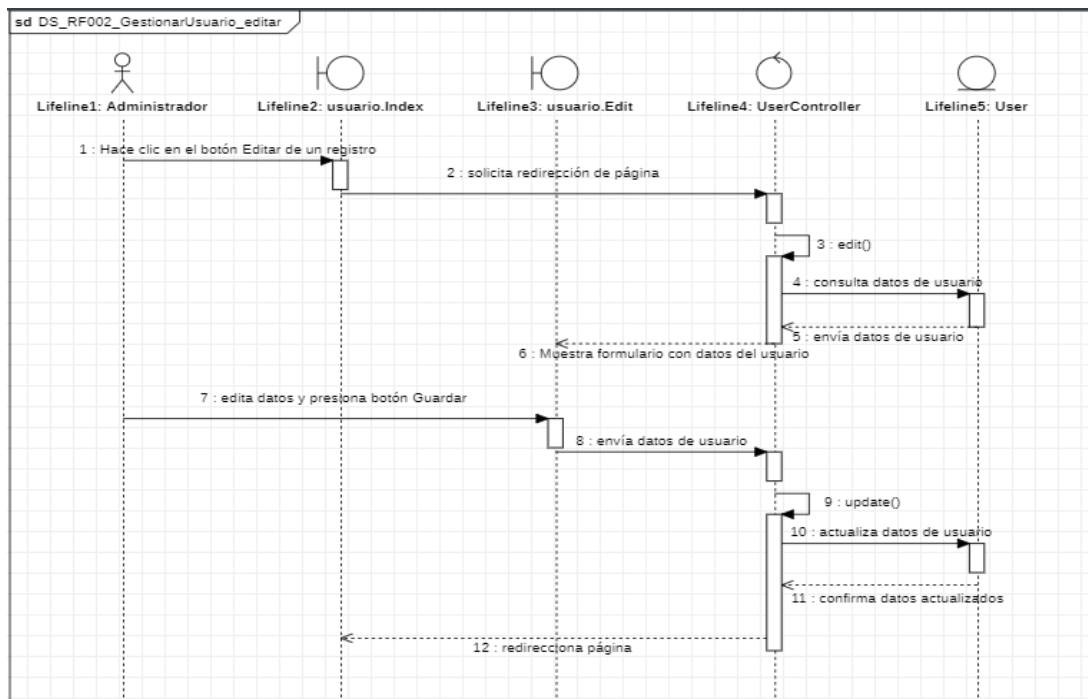 sd DS_RF002_GestionarUsuario_editar
Lifeline1: Administrador
Lifeline2: usuario.Index
Lifeline3: usuario.Edit
Lifeline4: UserController
Lifeline5: User
1 : Hace clic en el botón Editar de un registro
2 : solicita redirección de página
3 : edit()
4 : consulta datos de usuario
5 : envía datos de usuario
6 : Muestra formulario con datos del usuario
7 : edita datos y presiona botón Guardar
8 : envía datos de usuario
9 : update()
10 : actualiza datos de usuario
11 : confirma datos actualizados
12 : redirecciona página